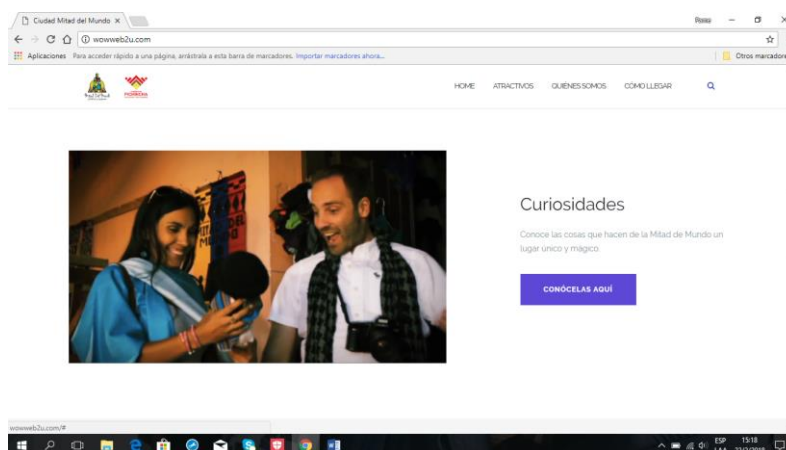 Ciudad Mitad del Mundo
wowweb2u.com
Aplicaciones Para acceder rápido a una página, arrástrala a esta barra de marcadores. Importar marcadores ahora... Otros marcadores
HOME ATRACTIVOS QUIÉNES SOMOS CÓMO LLEGAR
Curiosidades
Conoce las cosas que hacen de la Mitad de Mundo un
lugar único y mágico.
CONÓCELAS AQUÍ
wowweb2u.com/#
ESP 15:18